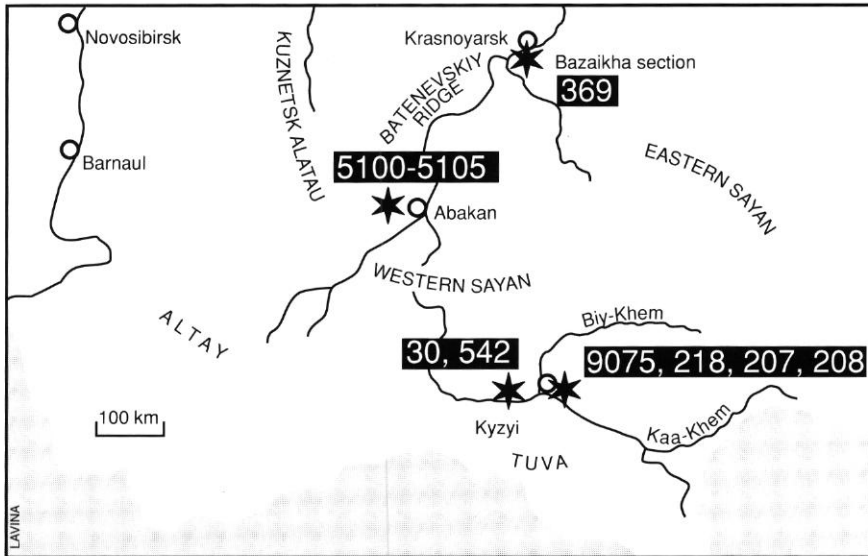 Novosibirsk
Krasnoyarsk
Bazaikha section
369
KUZNETSK ALATAU
BATENEVSKIY
RIDGE
EASTERN SAYAN
Barnaul
5100-5105
Abakan
WESTERN SAYAN
ALTAY
Biy-Khem
30, 542
9075, 218, 207, 208
100 km
Kyzyi
Kaa-Khem
TUVA
LAVINA